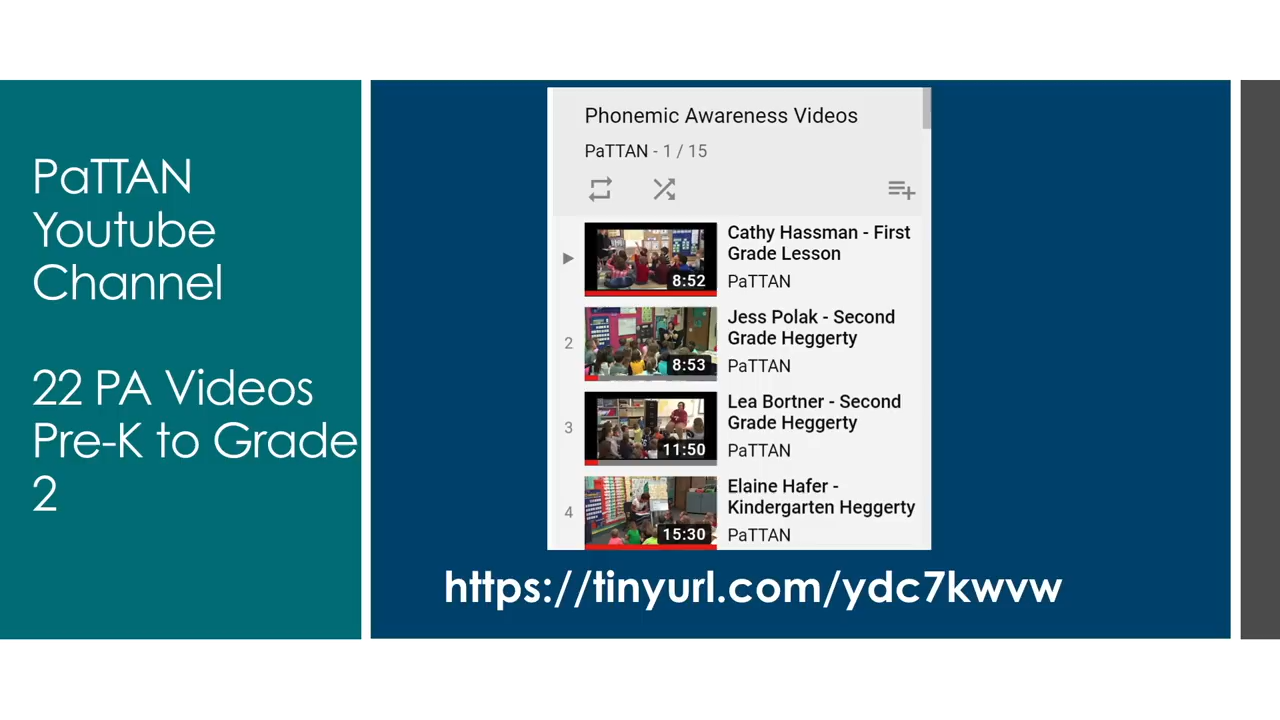 PaTTAN
Youtube
Channel
22 PA Videos
Pre-K to Grade
2
Phonemic Awareness Videos
PaTTAN - 1 / 15
Cathy Hassman - First
Grade Lesson
8:52
PaTTAN
2
Jess Polak - Second
Grade Heggerty
8:53
PaTTAN
3
Lea Bortner - Second
Grade Heggerty
11:50
PaTTAN
4
Elaine Hafer -
Kindergarten Heggerty
15:30
PaTTAN
https://tinyurl.com/ydc7kwvw